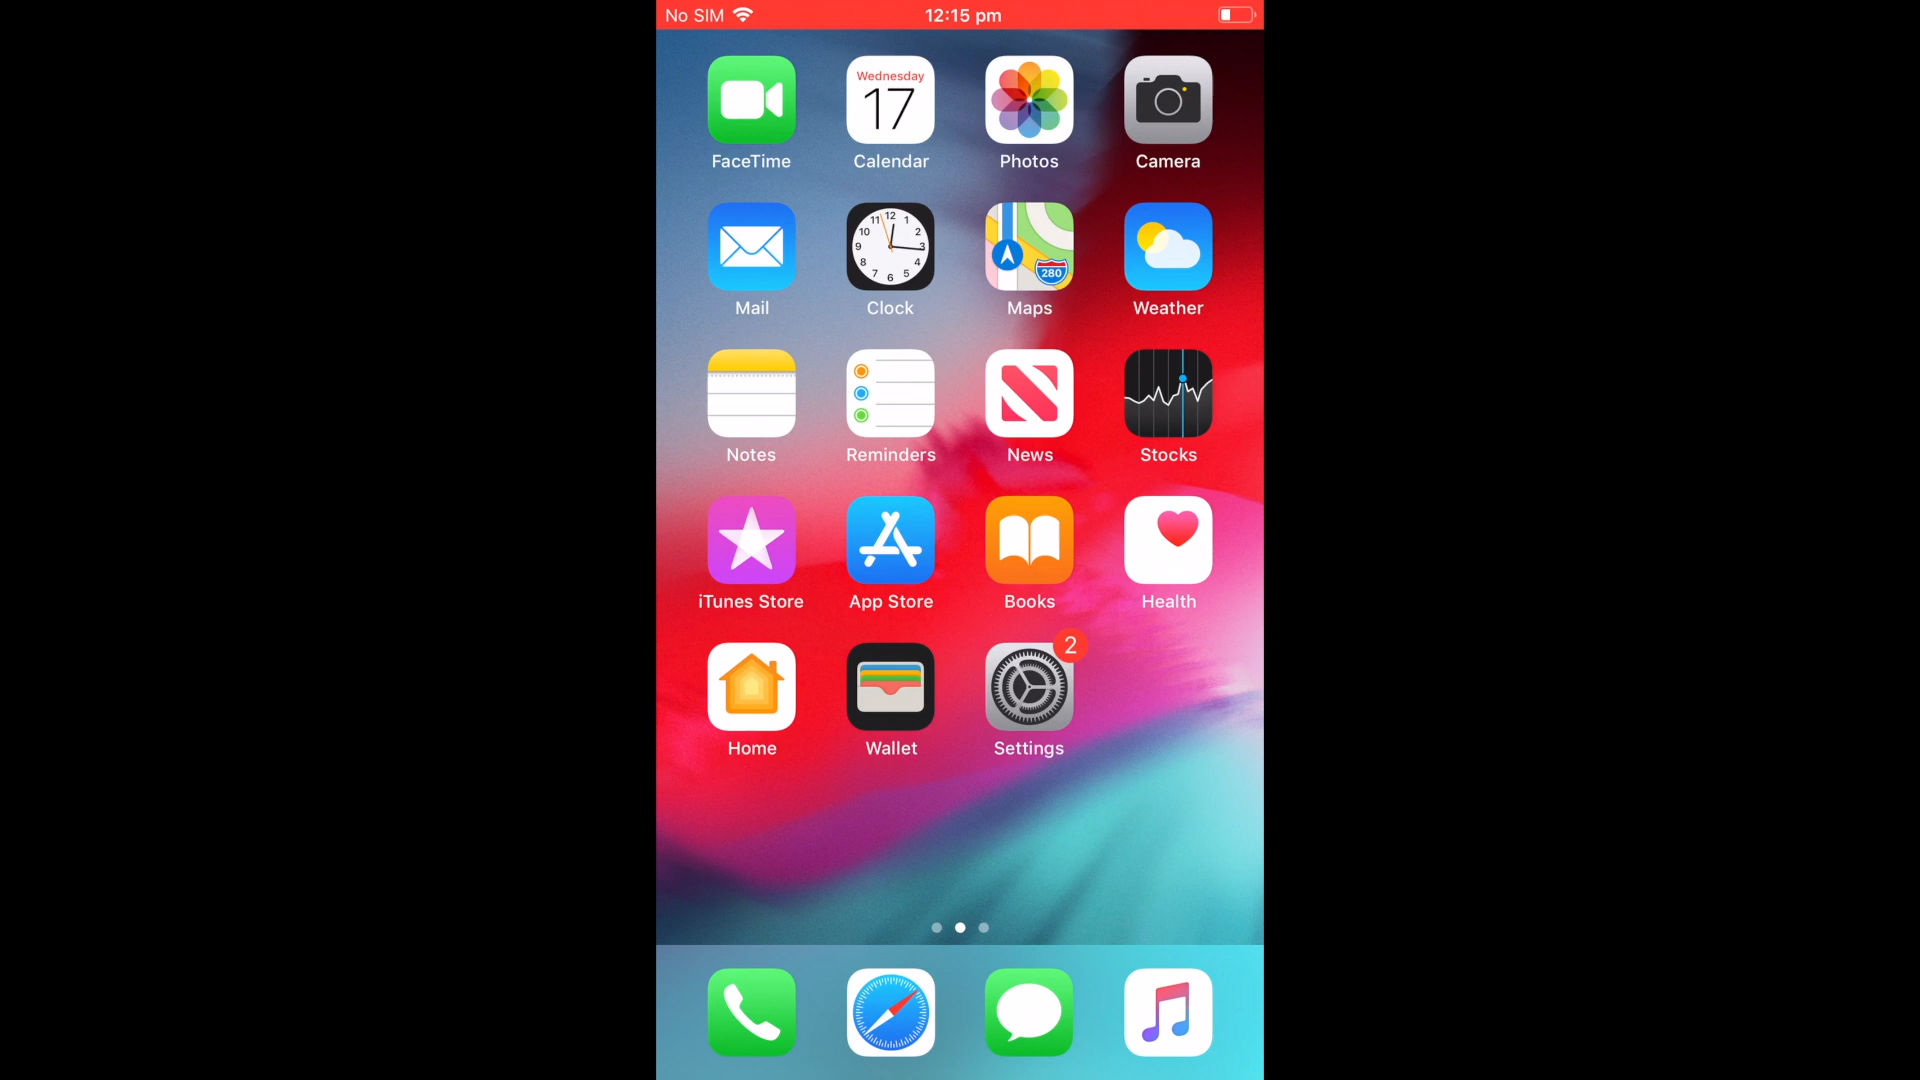 No SIM 12:15 pm
Wednesday
17
FaceTime Calendar Photos Camera
12
11 1
10 2
9 3
8 4
7 5
6
280
Mail Clock Maps Weather
Notes Reminders News Stocks
iTunes Store App Store Books Health
2
Home Wallet Settings